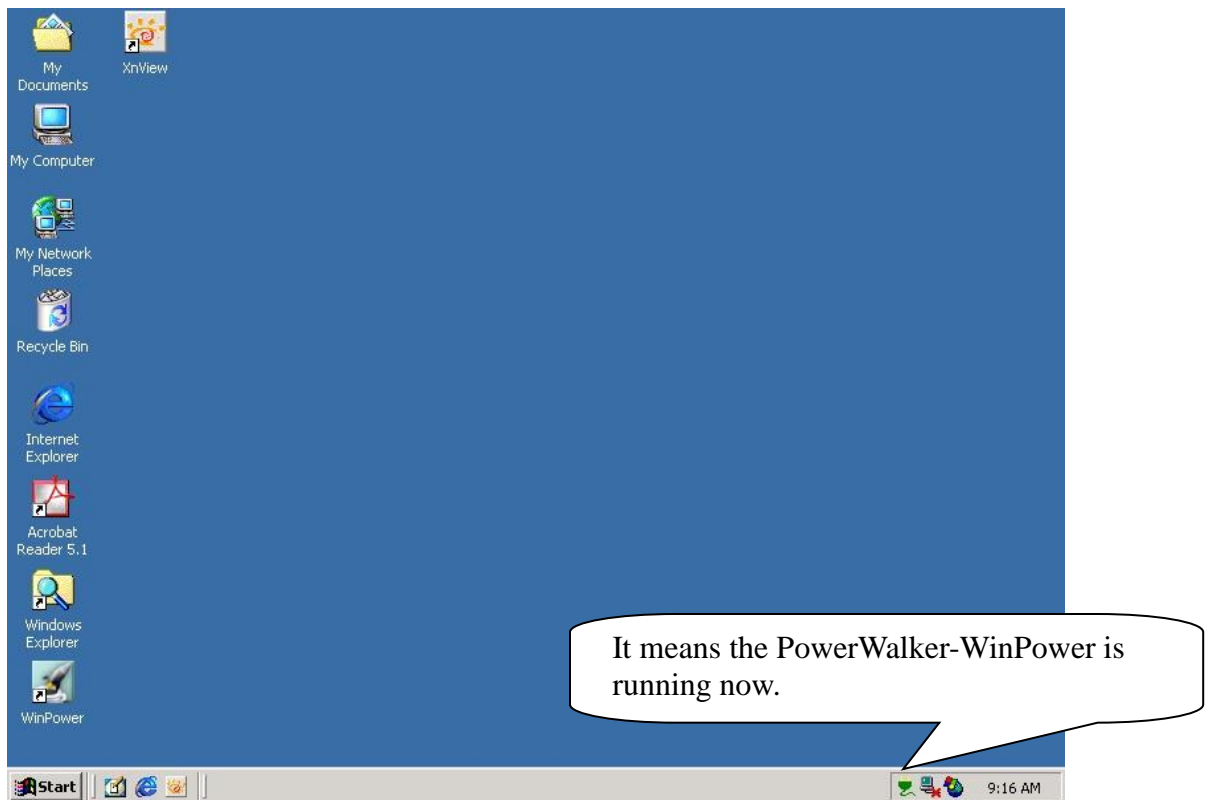 My
Documents
XnView
My Computer
My Network
Places
Recycle Bin
Internet
Explorer
Acrobat
Reader 5.1
Windows
Explorer
WinPower
It means the PowerWalker-WinPower is
running now.
Start
9:16 AM